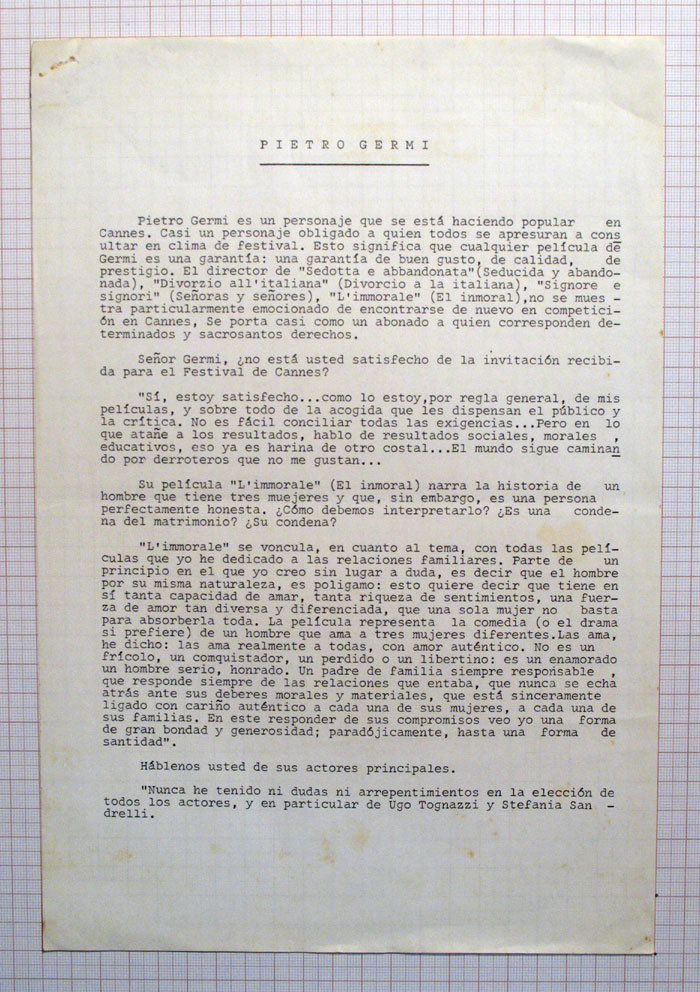 PIETRO GERMI
Pietro Germi es un personaje que se está haciendo popular en
Cannes. Casi un personaje obligado a quien todos se apresuran a cons
ultar en clima de festival. Esto significa que cualquier película de
Germi es una garantía: una garantía de buen gusto, de calidad, de
prestigio. El director de "Sedotta e abbandonata"(Seducida y abando-
nada), "Divorzio all'italiana" (Divorcio a la italiana), "Signore e
signori" (Señoras y señores), "L'immorale" (El inmoral),no se mues -
tra particularmente emocionado de encontrarse de nuevo en competici-
ón en Cannes, Se porta casi como un abonado a quien corresponden de-
terminados y sacrosantos derechos.
Señor Germi, ¿no está usted satisfecho de la invitación recibi-
da para el Festival de Cannes?
"Sí, estoy satisfecho...como lo estoy,por regla general, de mis
películas, y sobre todo de la acogida que les dispensan el público y
la crítica. No es fácil conciliar todas las exigencias...Pero en lo
que atañe a los resultados, hablo de resultados sociales, morales ,
educativos, eso ya es harina de otro costal...El mundo sigue caminan
do por derroteros que no me gustan...
Su película "L'immorale" (El inmoral) narra la historia de un
hombre que tiene tres muejeres y que, sin embargo, es una persona
perfectamente honesta. ¿Cómo debemos interpretarlo? ¿Es una conde-
na del matrimonio? ¿Su condena?
"L'immorale" se voncula, en cuanto al tema, con todas las pelí-
culas que yo he dedicado a las relaciones familiares. Parte de un
principio en el que yo creo sin lugar a duda, es decir que el hombre
por su misma naturaleza, es poligamo: esto quiere decir que tiene en
sí tanta capacidad de amar, tanta riqueza de sentimientos, una fuer-
za de amor tan diversa y diferenciada, que una sola mujer no basta
para absorberla toda. La película representa la comedia (o el drama
si prefiere) de un hombre que ama a tres mujeres diferentes.Las ama,
he dicho: las ama realmente a todas, con amor auténtico. No es un
frícolo, un comquistador, un perdido o un libertino: es un enamorado
un hombre serio, honrado. Un padre de familia siempre responsable ,
que responde siempre de las relaciones que entaba, que nunca se echa
atrás ante sus deberes morales y materiales, que está sinceramente
ligado con cariño auténtico a cada una de sus mujeres, a cada una de
sus familias. En este responder de sus compromisos veo yo una forma
de gran bondad y generosidad; paradójicamente, hasta una forma de
santidad".
Háblenos usted de sus actores principales.
"Nunca he tenido ni dudas ni arrepentimientos en la elección de
todos los actores, y en particular de Ugo Tognazzi y Stefania San -
drelli.